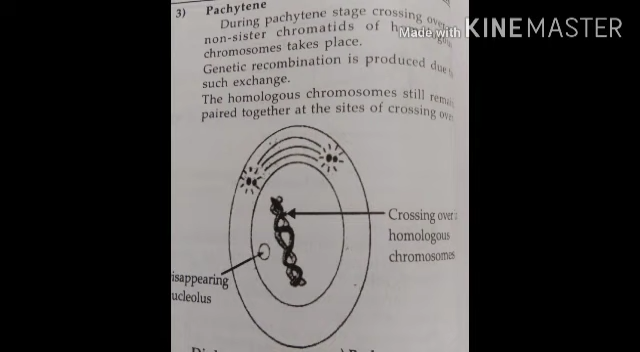 3) Pachytene
During pachytene stage crossing over
non-sister chromatids of
chromosomes takes place.
Genetic recombination is produced due
such exchange.
The homologous chromosomes still
paired together at the sites of crossing
Made with KINEMASTER
Crossing over
homologous
chromosomes
isappearing
ucleolus